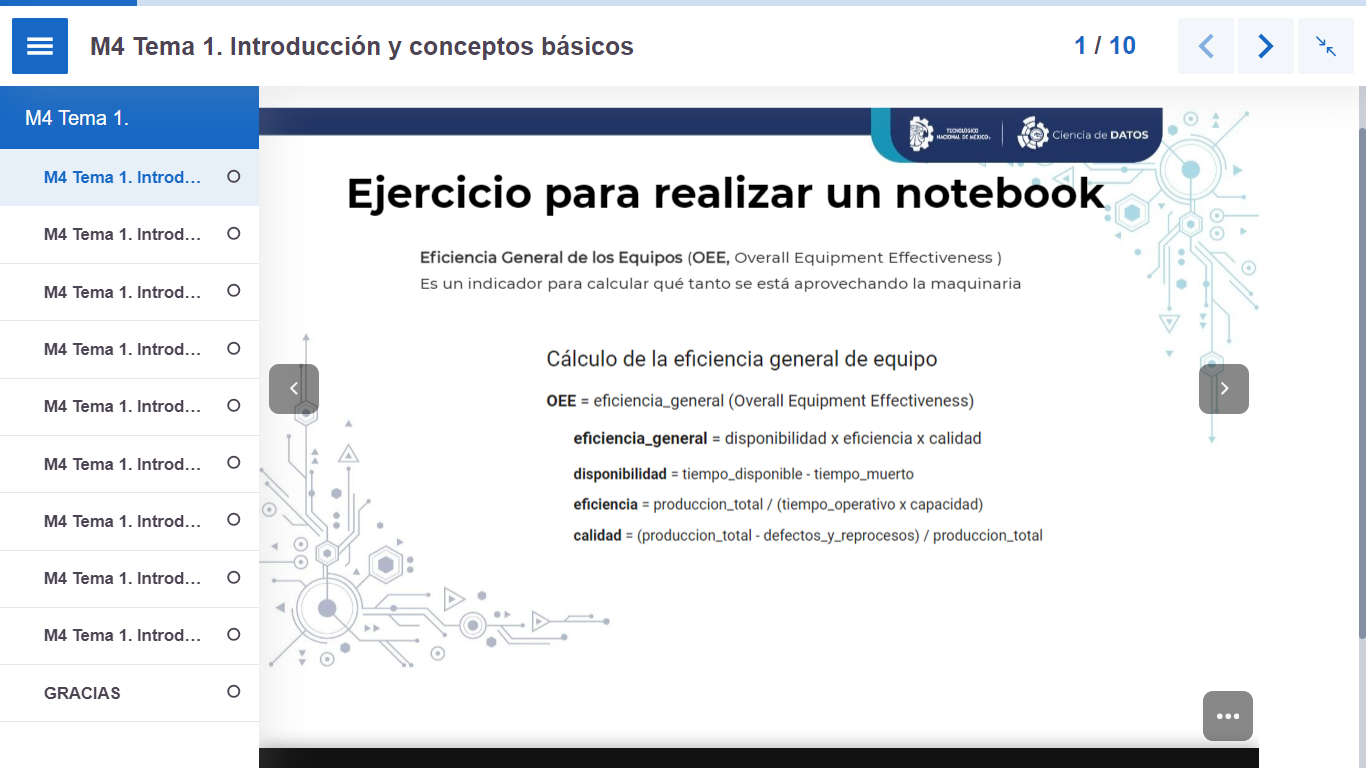 M4 Tema 1. Introducción y conceptos básicos
1 / 10
M4 Tema 1.
M4 Tema 1. Introd...
M4 Tema 1. Introd...
M4 Tema 1. Introd...
M4 Tema 1. Introd...
M4 Tema 1. Introd...
M4 Tema 1. Introd...
M4 Tema 1. Introd...
M4 Tema 1. Introd...
M4 Tema 1. Introd...
GRACIAS
TECNOLÓGICO
NACIONAL DE MÉXICO®
Ciencia de DATOS
Ejercicio para realizar un notebook
Eficiencia General de los Equipos (OEE, Overall Equipment Effectiveness )
Es un indicador para calcular qué tanto se está aprovechando la maquinaria
Cálculo de la eficiencia general de equipo
OEE = eficiencia_general (Overall Equipment Effectiveness)
eficiencia_general = disponibilidad x eficiencia x calidad
disponibilidad = tiempo_disponible - tiempo_muerto
eficiencia = produccion_total / (tiempo_operativo x capacidad)
calidad = (produccion_total - defectos_y_reprocesos) / produccion_total